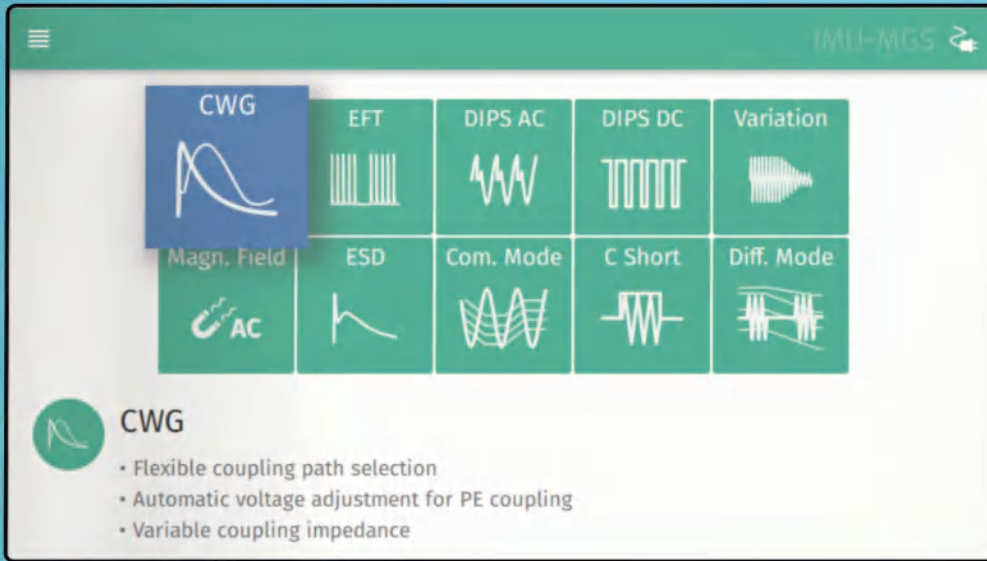 IMU-MGS
CWG
EFT
DIPS AC
DIPS DC
Variation
Magn. Field
ESD
Com. Mode
C Short
Diff. Mode
AC
CWG
• Flexible coupling path selection
• Automatic voltage adjustment for PE coupling
• Variable coupling impedance